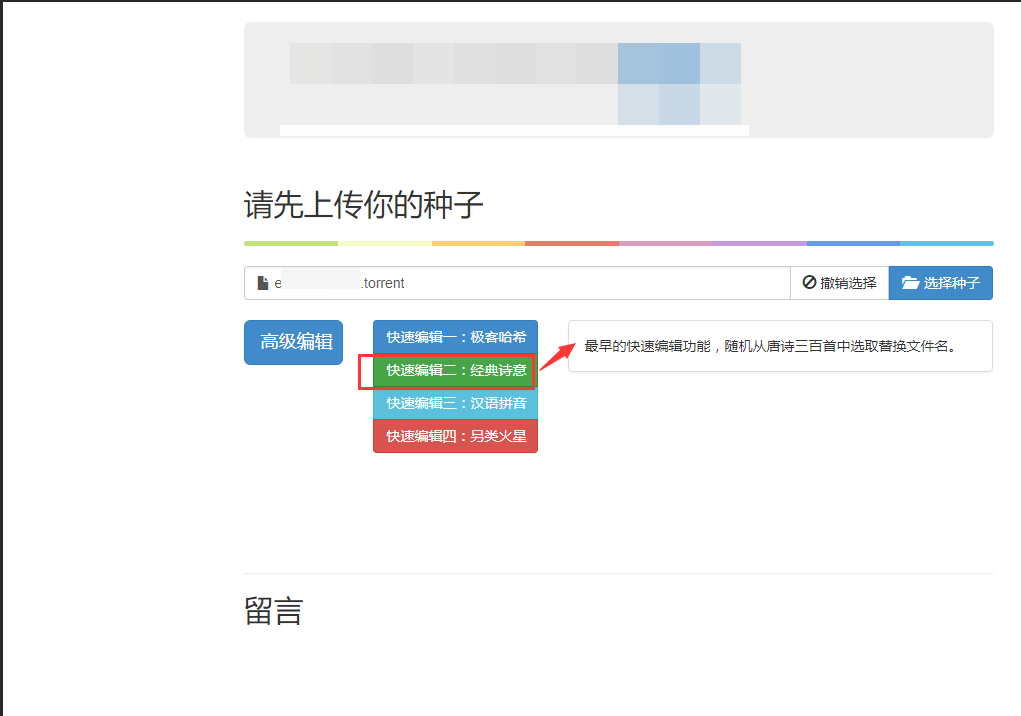 请先上传你的种子
e .torrent
撤销选择
选择种子
高级编辑
快速编辑一：极客哈希
快速编辑二：经典诗意
快速编辑三：汉语拼音
快速编辑四：另类火星
最早的快速编辑功能，随机从唐诗三百首中选取替换文件名。
留言